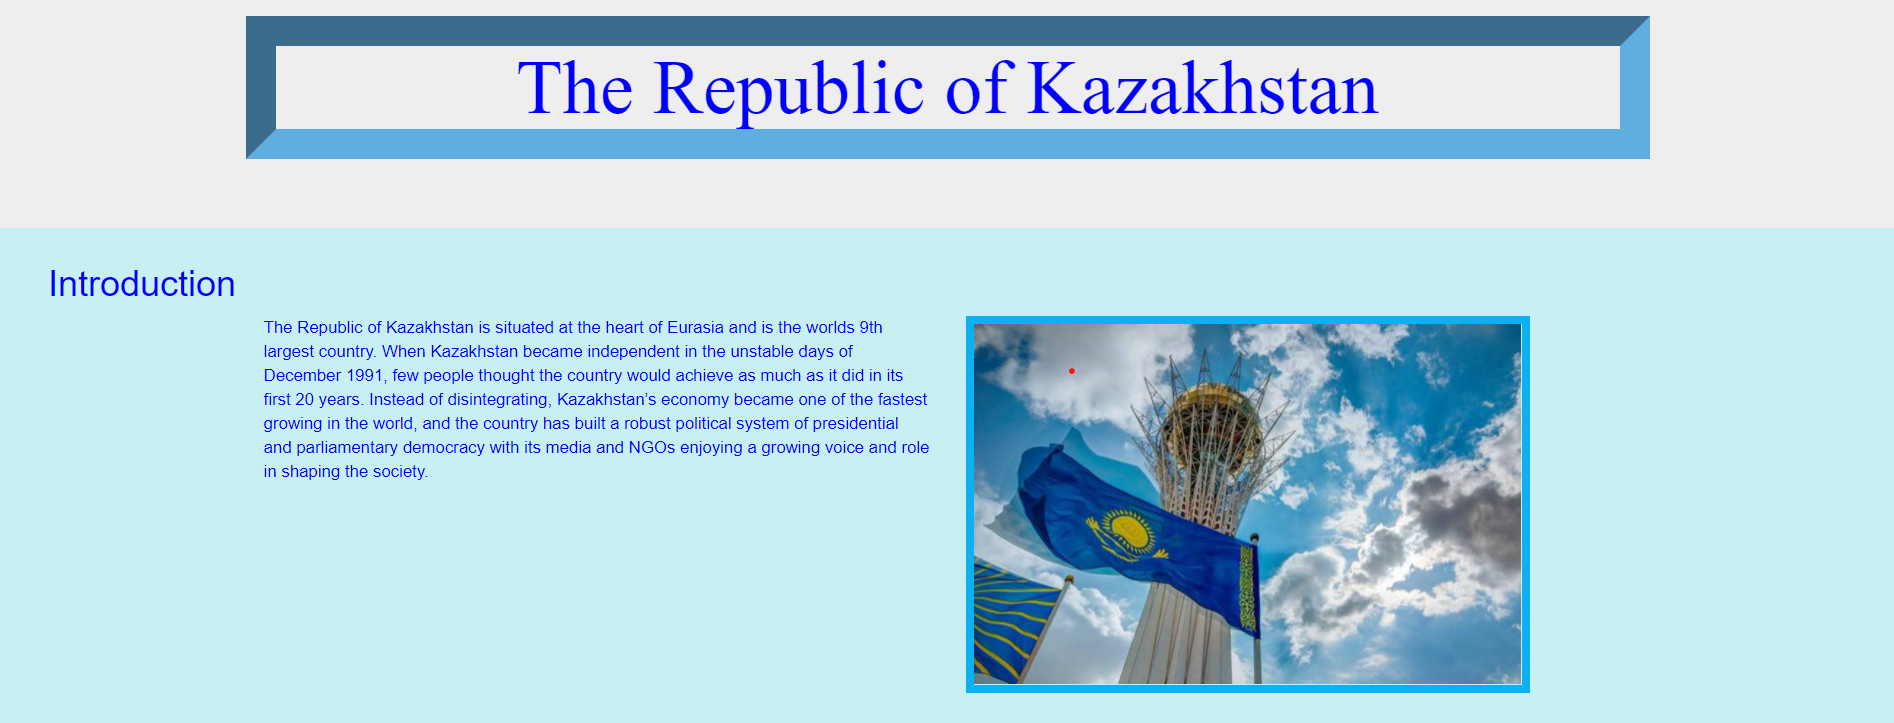 The Republic of Kazakhstan
Introduction
The Republic of Kazakhstan is situated at the heart of Eurasia and is the worlds 9th
largest country. When Kazakhstan became independent in the unstable days of
December 1991, few people thought the country would achieve as much as it did in its
first 20 years. Instead of disintegrating, Kazakhstan’s economy became one of the fastest
growing in the world, and the country has built a robust political system of presidential
and parliamentary democracy with its media and NGOs enjoying a growing voice and role
in shaping the society.